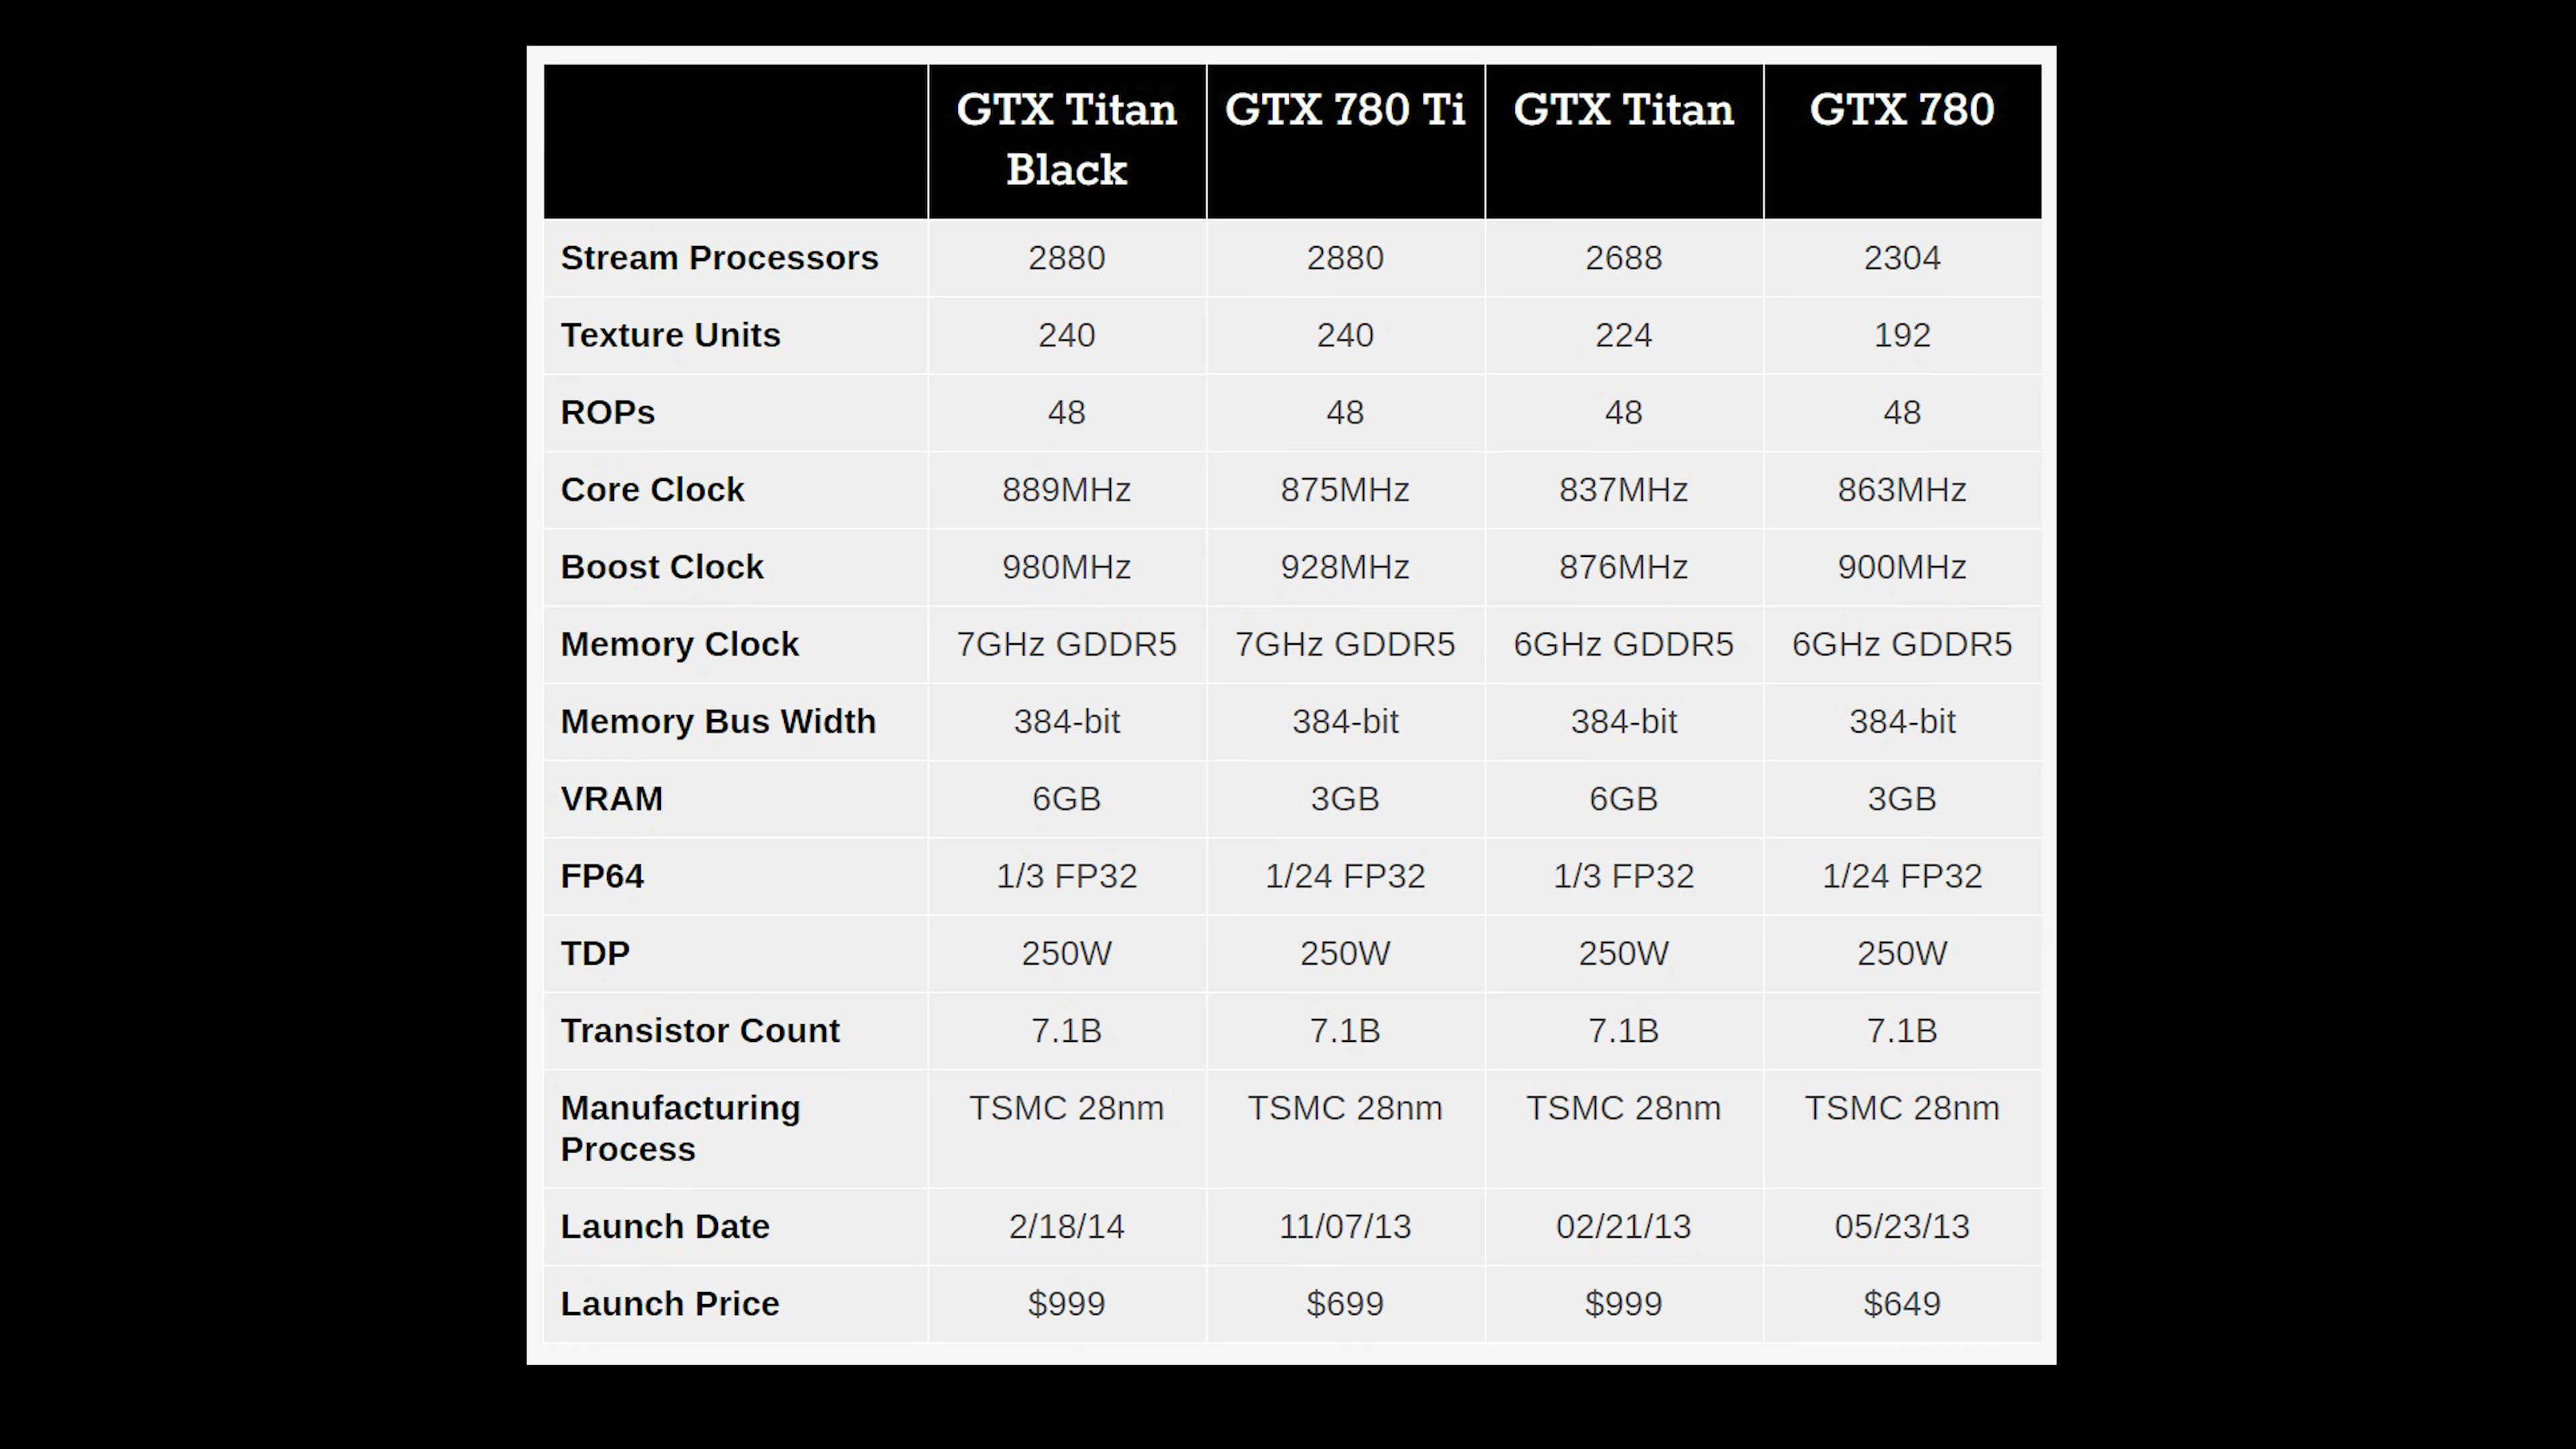 GTX Titan Black GTX 780 Ti GTX Titan GTX 780
Stream Processors 2880 2880 2688 2304
Texture Units 240 240 224 192
ROPs 48 48 48 48
Core Clock 889MHz 875MHz 837MHz 863MHz
Boost Clock 980MHz 928MHz 876MHz 900MHz
Memory Clock 7GHz GDDR5 7GHz GDDR5 6GHz GDDR5 6GHz GDDR5
Memory Bus Width 384-bit 384-bit 384-bit 384-bit
VRAM 6GB 3GB 6GB 3GB
FP64 1/3 FP32 1/24 FP32 1/3 FP32 1/24 FP32
TDP 250W 250W 250W 250W
Transistor Count 7.1B 7.1B 7.1B 7.1B
Manufacturing Process TSMC 28nm TSMC 28nm TSMC 28nm TSMC 28nm
Launch Date 2/18/14 11/07/13 02/21/13 05/23/13
Launch Price $999 $699 $999 $649